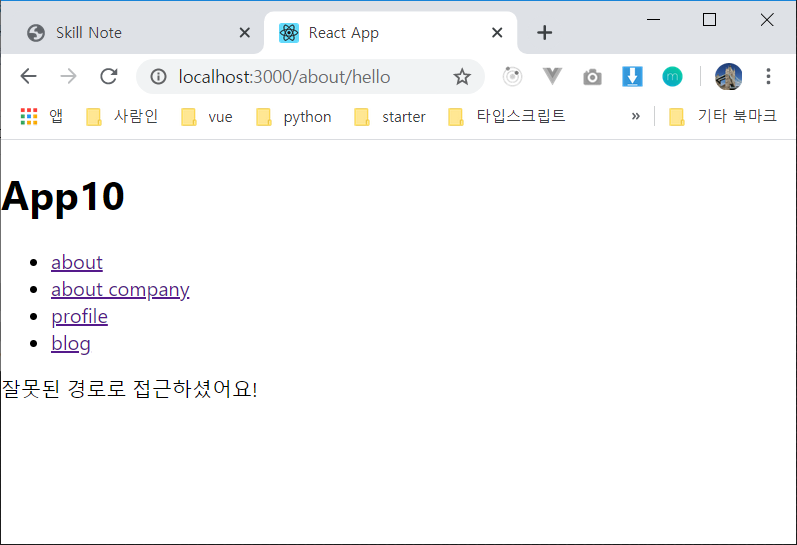 Skill Note
React App
localhost:3000/about/hello
앱 사람인 vue python starter 타입스크립트 » 기타 북마크
App10
about
about company
profile
blog
잘못된 경로로 접근하셨어요!